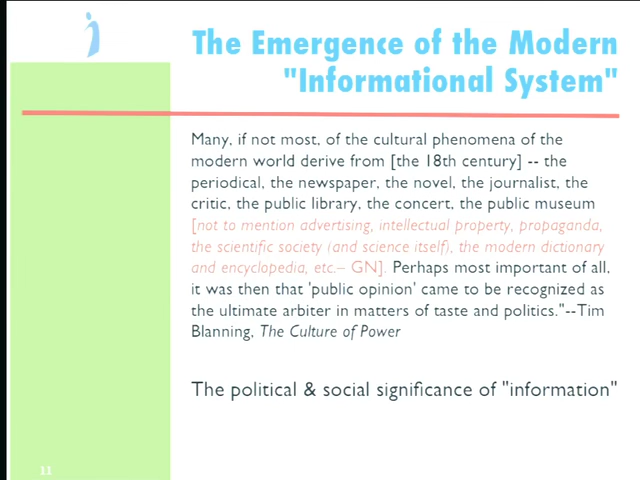 The Emergence of the Modern
"Informational System"
Many, if not most, of the cultural phenomena of the
modern world derive from [the 18th century] -- the
periodical, the newspaper, the novel, the journalist, the
critic, the public library, the concert, the public museum
[not to mention advertising, intellectual property, propaganda,
the scientific society (and science itself), the modern dictionary
and encyclopedia, etc.– GN]. Perhaps most important of all,
it was then that 'public opinion' came to be recognized as
the ultimate arbiter in matters of taste and politics."--Tim
Blanning, The Culture of Power
The political & social significance of "information"
11